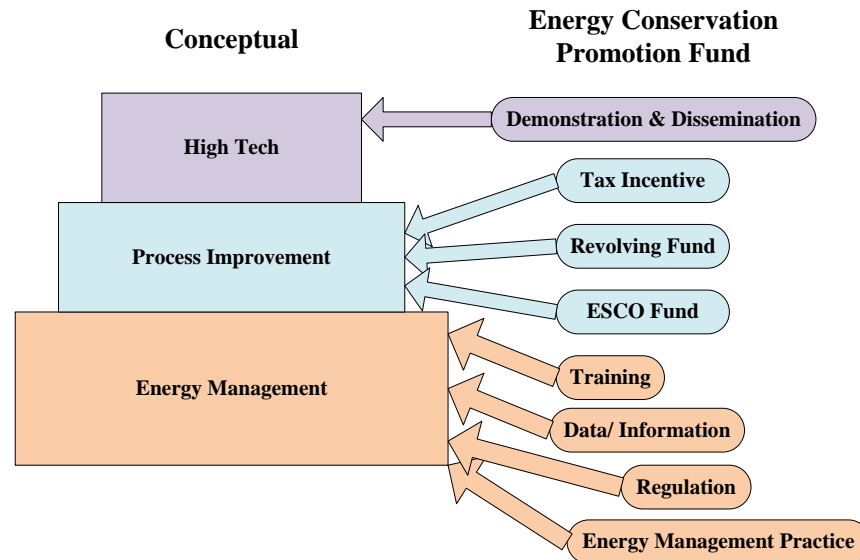 Conceptual
Energy Conservation
Promotion Fund
High Tech
Demonstration & Dissemination
Process Improvement
Tax Incentive
Revolving Fund
ESCO Fund
Energy Management
Training
Data/ Information
Regulation
Energy Management Practice